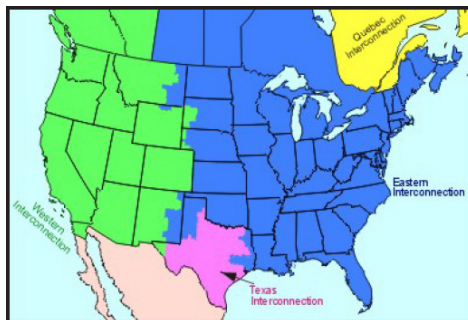 Quebec
Interconnection
Eastern
Interconnection
Western
Interconnection
Texas
Interconnection